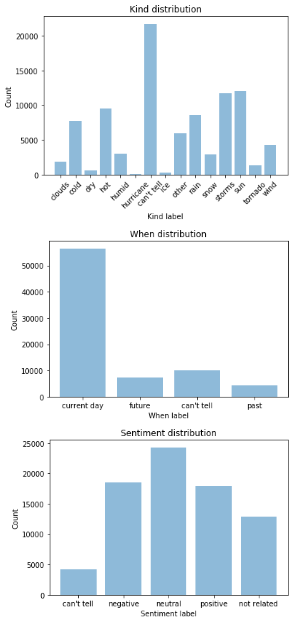 Kind distribution
20000
15000
10000
5000
0
Count
clouds cold dry hot humid hurricane can't tell ice other rain snow storms sun tornado wind
Kind label
When distribution
50000
40000
30000
20000
10000
0
Count
current day future can't tell past
When label
Sentiment distribution
25000
20000
15000
10000
5000
0
Count
can't tell negative neutral positive not related
Sentiment label